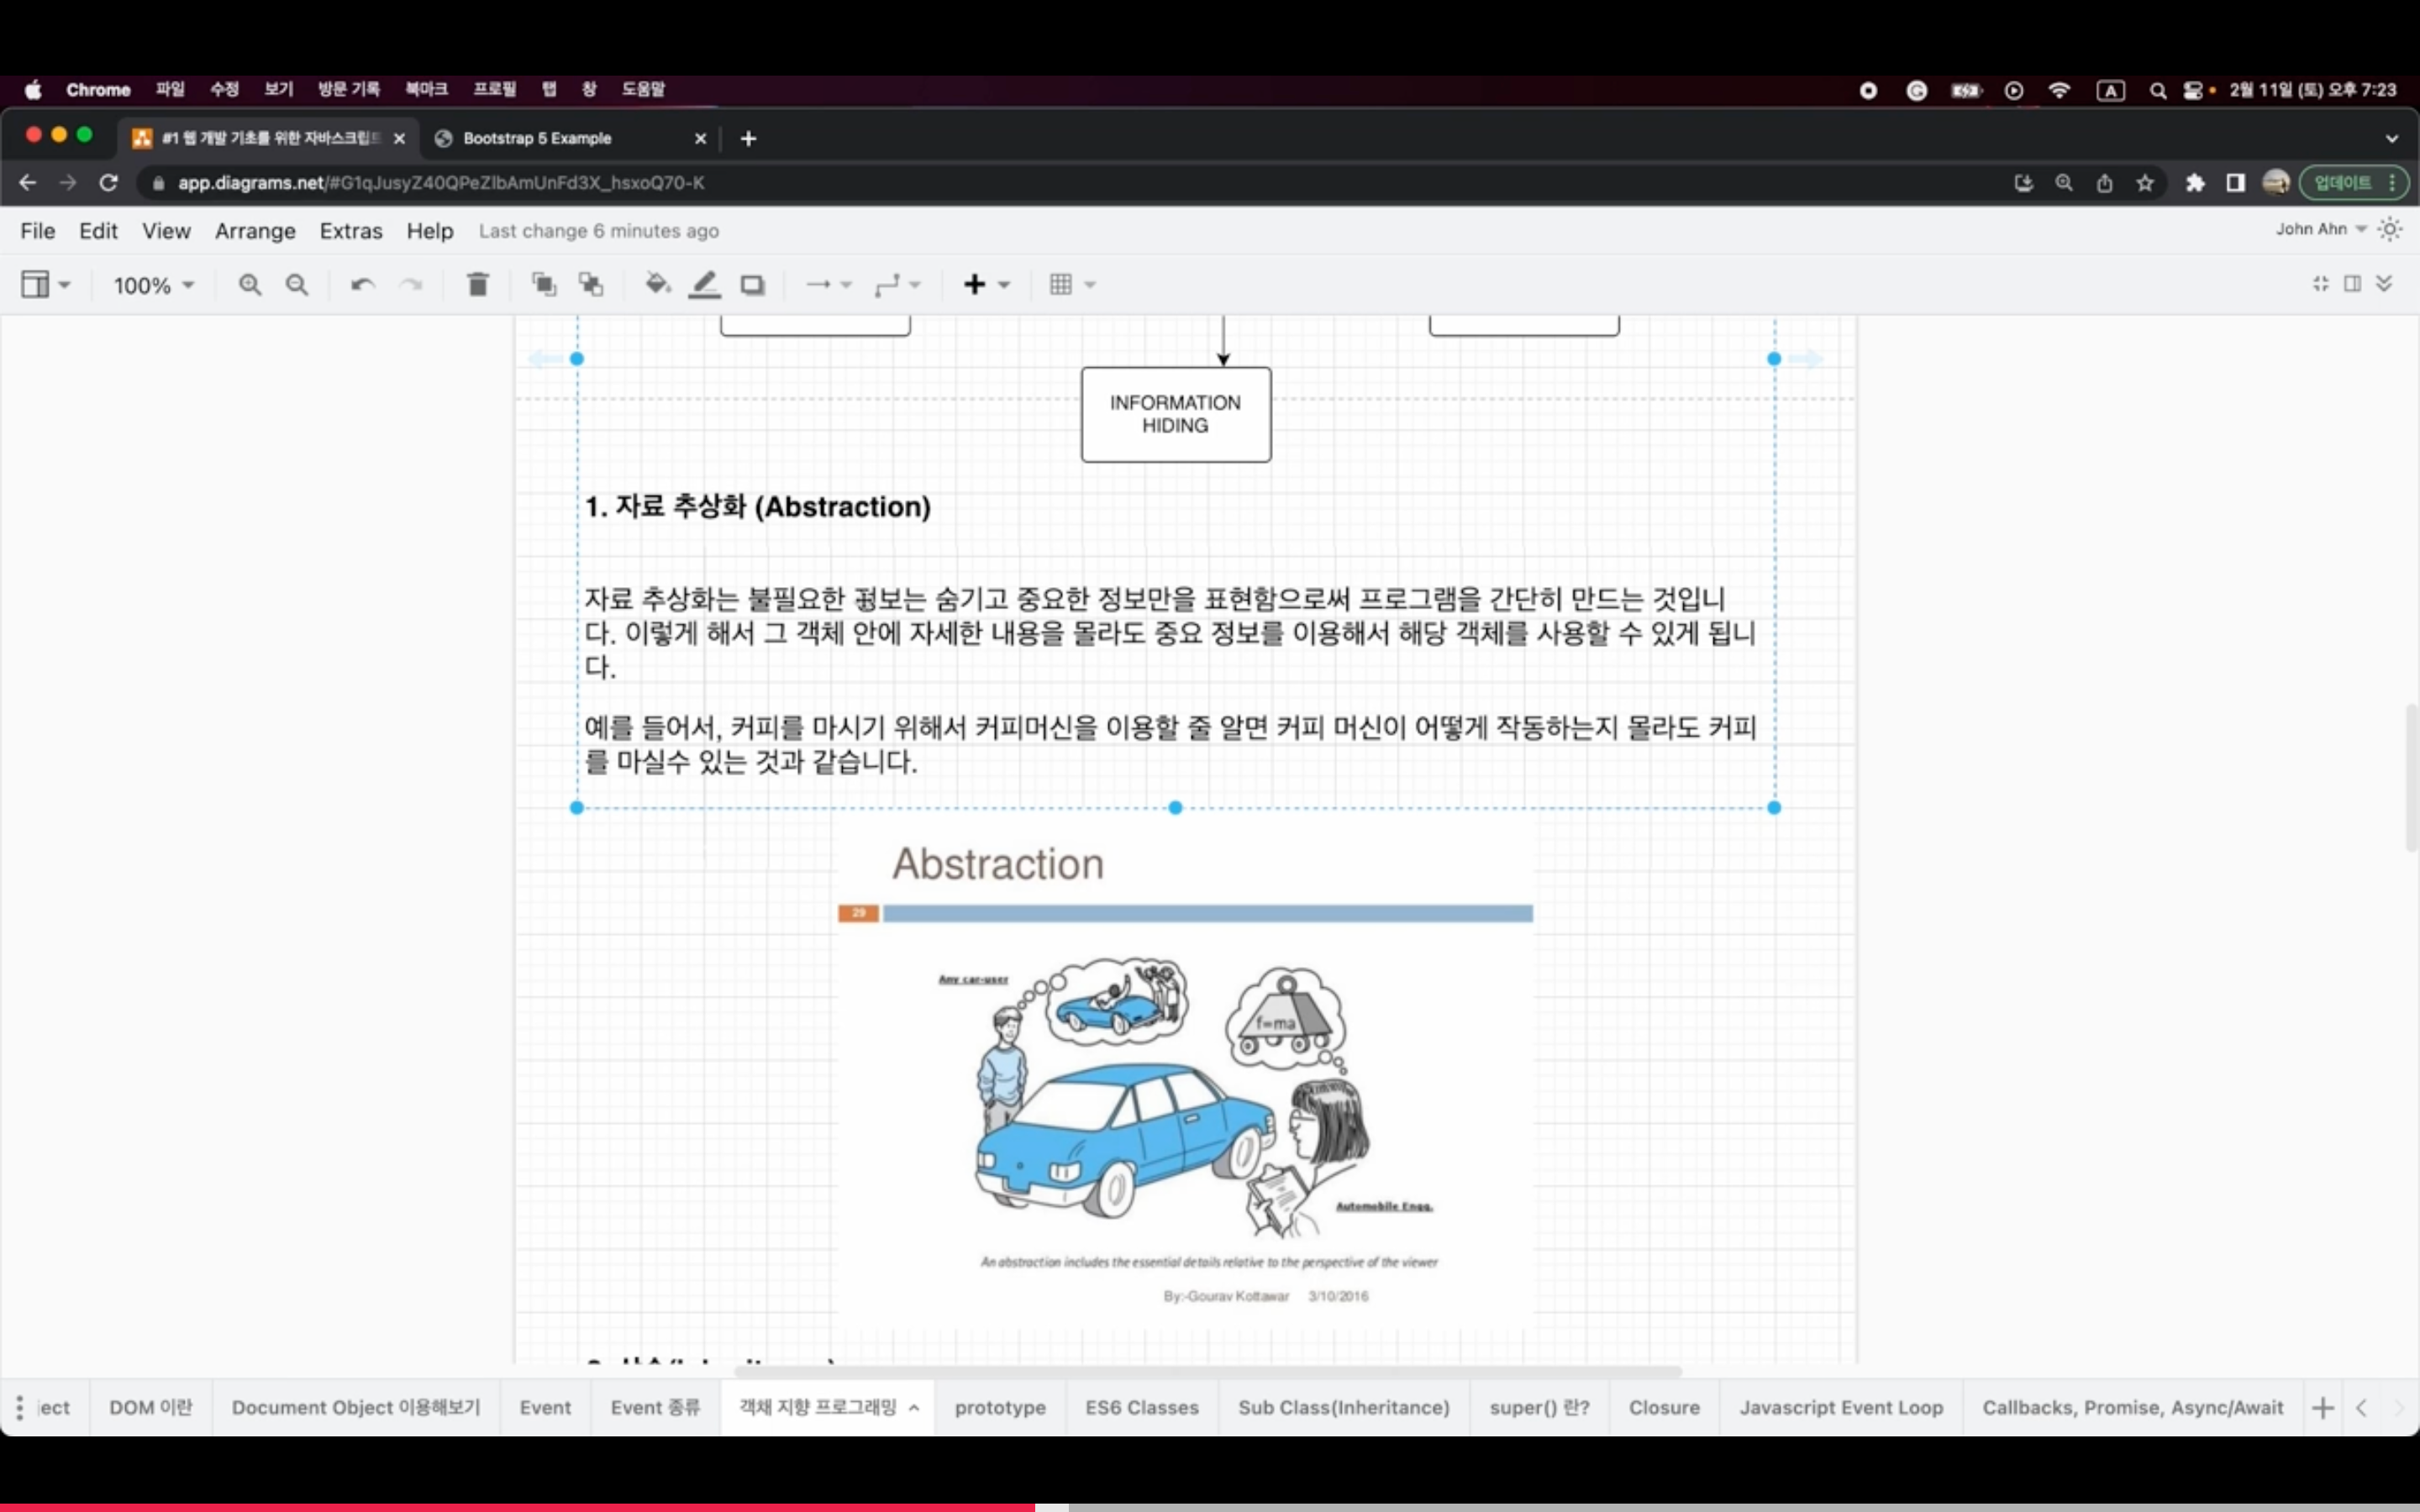 Chrome 파일 수정 보기 방문 기록 북마크 프로필 탭 창 도움말
A 2월 11일 (토) 오후 7:23
#1 웹 개발 기초를 위한 자바스크립트
Bootstrap 5 Example
app.diagrams.net/#G1qJusyZ40QPeZlbAmUnFd3X_hsxoQ70-K
업데이트
File Edit View Arrange Extras Help Last change 6 minutes ago
John Ahn
100%
INFORMATION
HIDING
1. 자료 추상화 (Abstraction)
자료 추상화는 불필요한 정보는 숨기고 중요한 정보만을 표현함으로써 프로그램을 간단히 만드는 것입니
다. 이렇게 해서 그 객체 안에 자세한 내용을 몰라도 중요 정보를 이용해서 해당 객체를 사용할 수 있게 됩니
다.
예를 들어서, 커피를 마시기 위해서 커피머신을 이용할 줄 알면 커피 머신이 어떻게 작동하는지 몰라도 커피
를 마실수 있는 것과 같습니다.
Abstraction
29
Any car-user
f=ma
Automobile Engg.
An abstraction includes the essential details relative to the perspective of the viewer
By:-Gourav Kottawar 3/10/2016
ject DOM 이란 Document Object 이용해보기 Event Event 종류 객체 지향 프로그래밍 prototype ES6 Classes Sub Class(Inheritance) super() 란? Closure Javascript Event Loop Callbacks, Promise, Async/Await